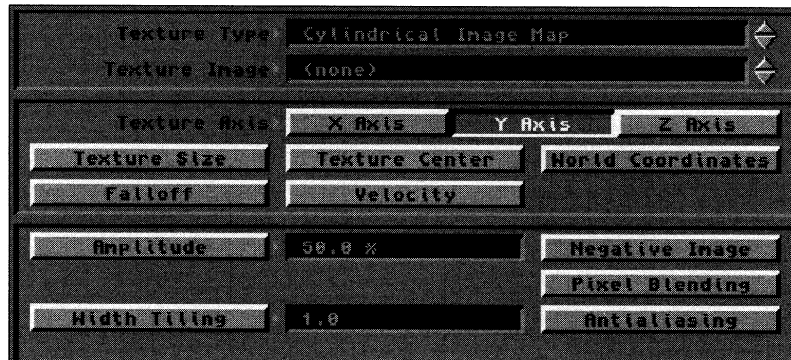 Texture Type Cylindrical Image Map
Texture Image (none)
Texture Axis X Axis Y Axis Z Axis
Texture Size Texture Center World Coordinates
Falloff Velocity
Amplitude 50.0 % Negative Image
Pixel Blending
Width Tiling 1.0 Antialiasing